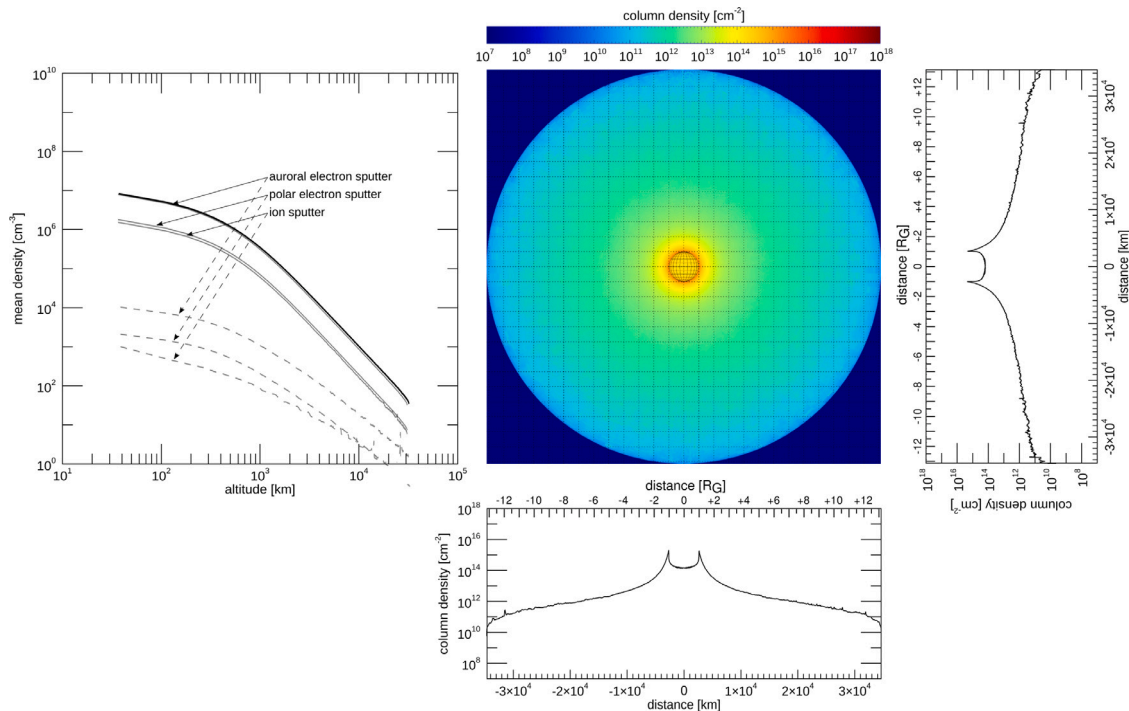 column density [cm-2]
10^7 10^8 10^9 10^10 10^11 10^12 10^13 10^14 10^15 10^16 10^17 10^18
mean density [cm-3]
10^10
10^8
10^6
10^4
10^2
10^0
auroral electron sputter
polar electron sputter
ion sputter
10^1 10^2 10^3 10^4 10^5
altitude [km]
distance [RG]
+12
+10
+8
+6
+4
+2
0
-2
-4
-6
-8
-10
-12
3×10^4
2×10^4
1×10^4
0
-1×10^4
-2×10^4
-3×10^4
distance [km]
10^18 10^16 10^14 10^12 10^10 10^8
column density [cm-2]
distance [RG]
-12 -10 -8 -6 -4 -2 0 +2 +4 +6 +8 +10 +12
column density [cm-2]
10^18
10^16
10^14
10^12
10^10
10^8
-3×10^4 -2×10^4 -1×10^4 0 1×10^4 2×10^4 3×10^4
distance [km]